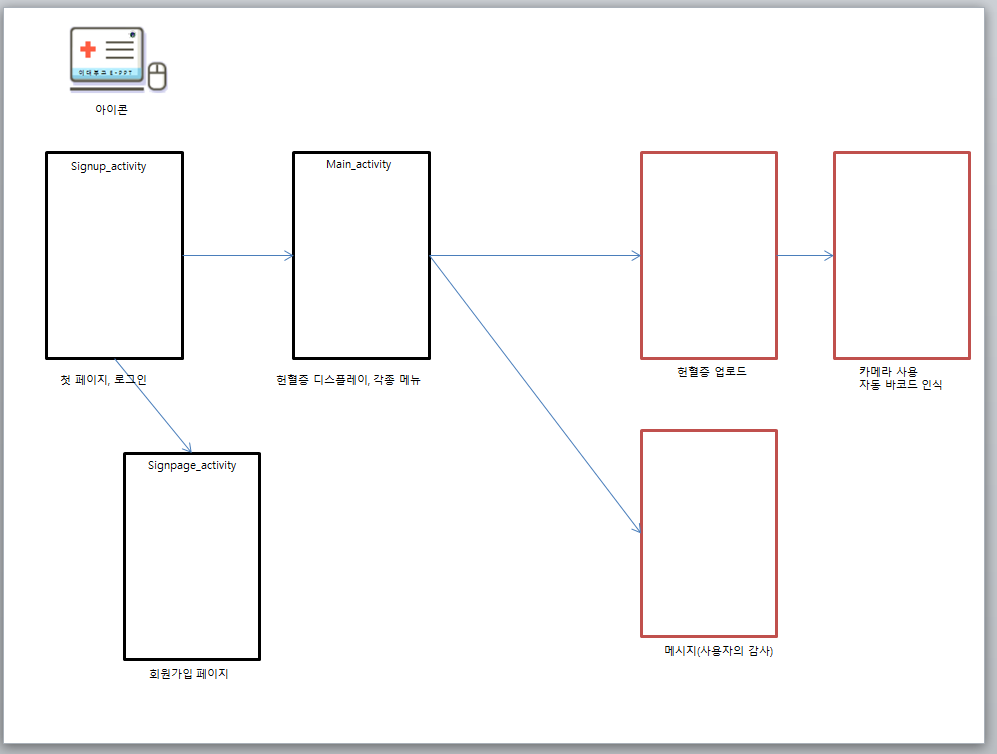 아이콘
Signup_activity
Main_activity
첫 페이지, 로그인
헌혈증 디스플레이, 각종 메뉴
헌혈증 업로드
카메라 사용
자동 바코드 인식
Signpage_activity
메시지(사용자의 감사)
회원가입 페이지